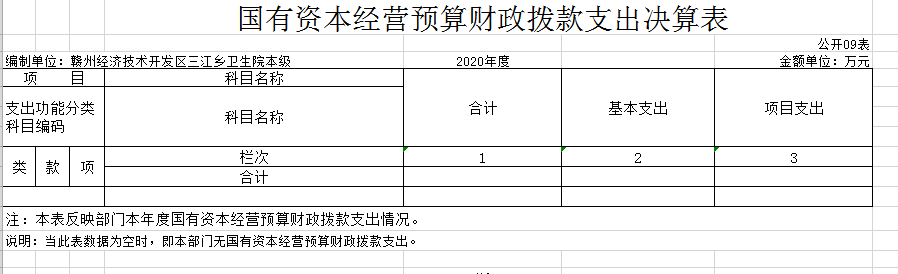 国有资本经营预算财政拨款支出决算表
公开09表
编制单位：赣州经济技术开发区三江乡卫生院本级 2020年度 金额单位：万元
项 目 科目名称 合计 基本支出 项目支出
支出功能分类
科目编码
科目名称
类 款 项 栏次 1 2 3
合计
注：本表反映部门本年度国有资本经营预算财政拨款支出情况。
说明：当此表数据为空时，即本部门无国有资本经营预算财政拨款支出。